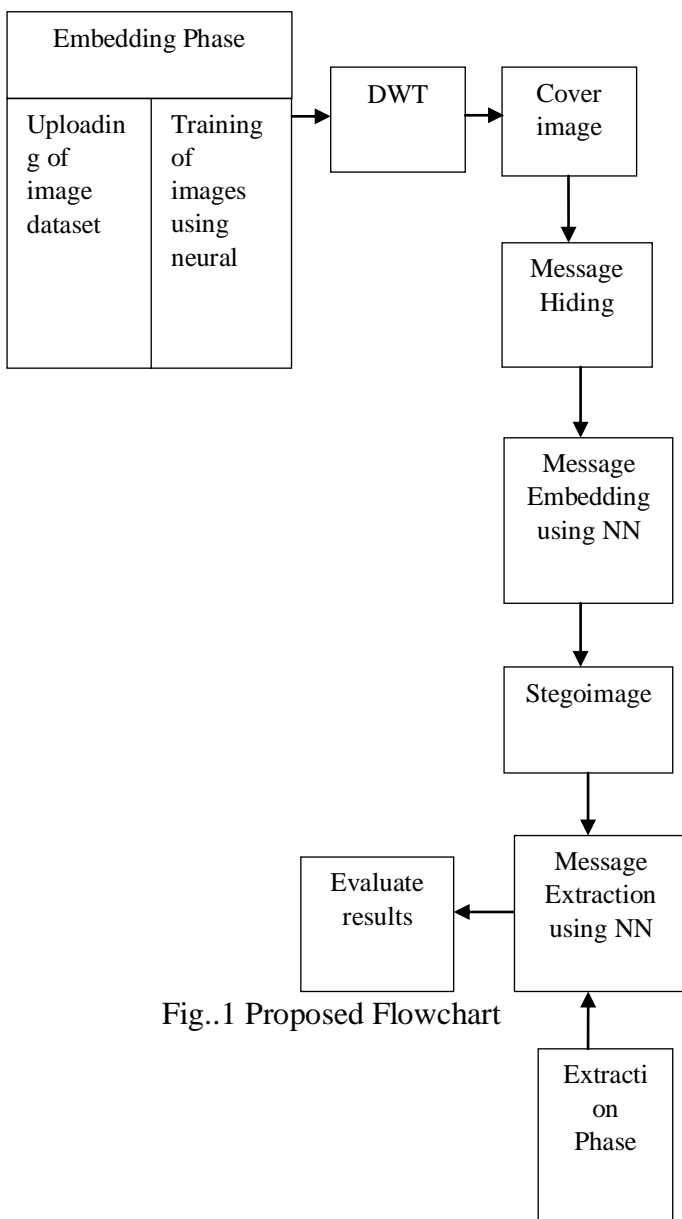 Embedding Phase
Uploadin
g of
image
dataset
Training
of
images
using
neural
DWT
Cover
image
Message
Hiding
Message
Embedding
using NN
Stegoimage
Message
Extraction
using NN
Evaluate
results
Fig..1 Proposed Flowchart
Extracti
on
Phase